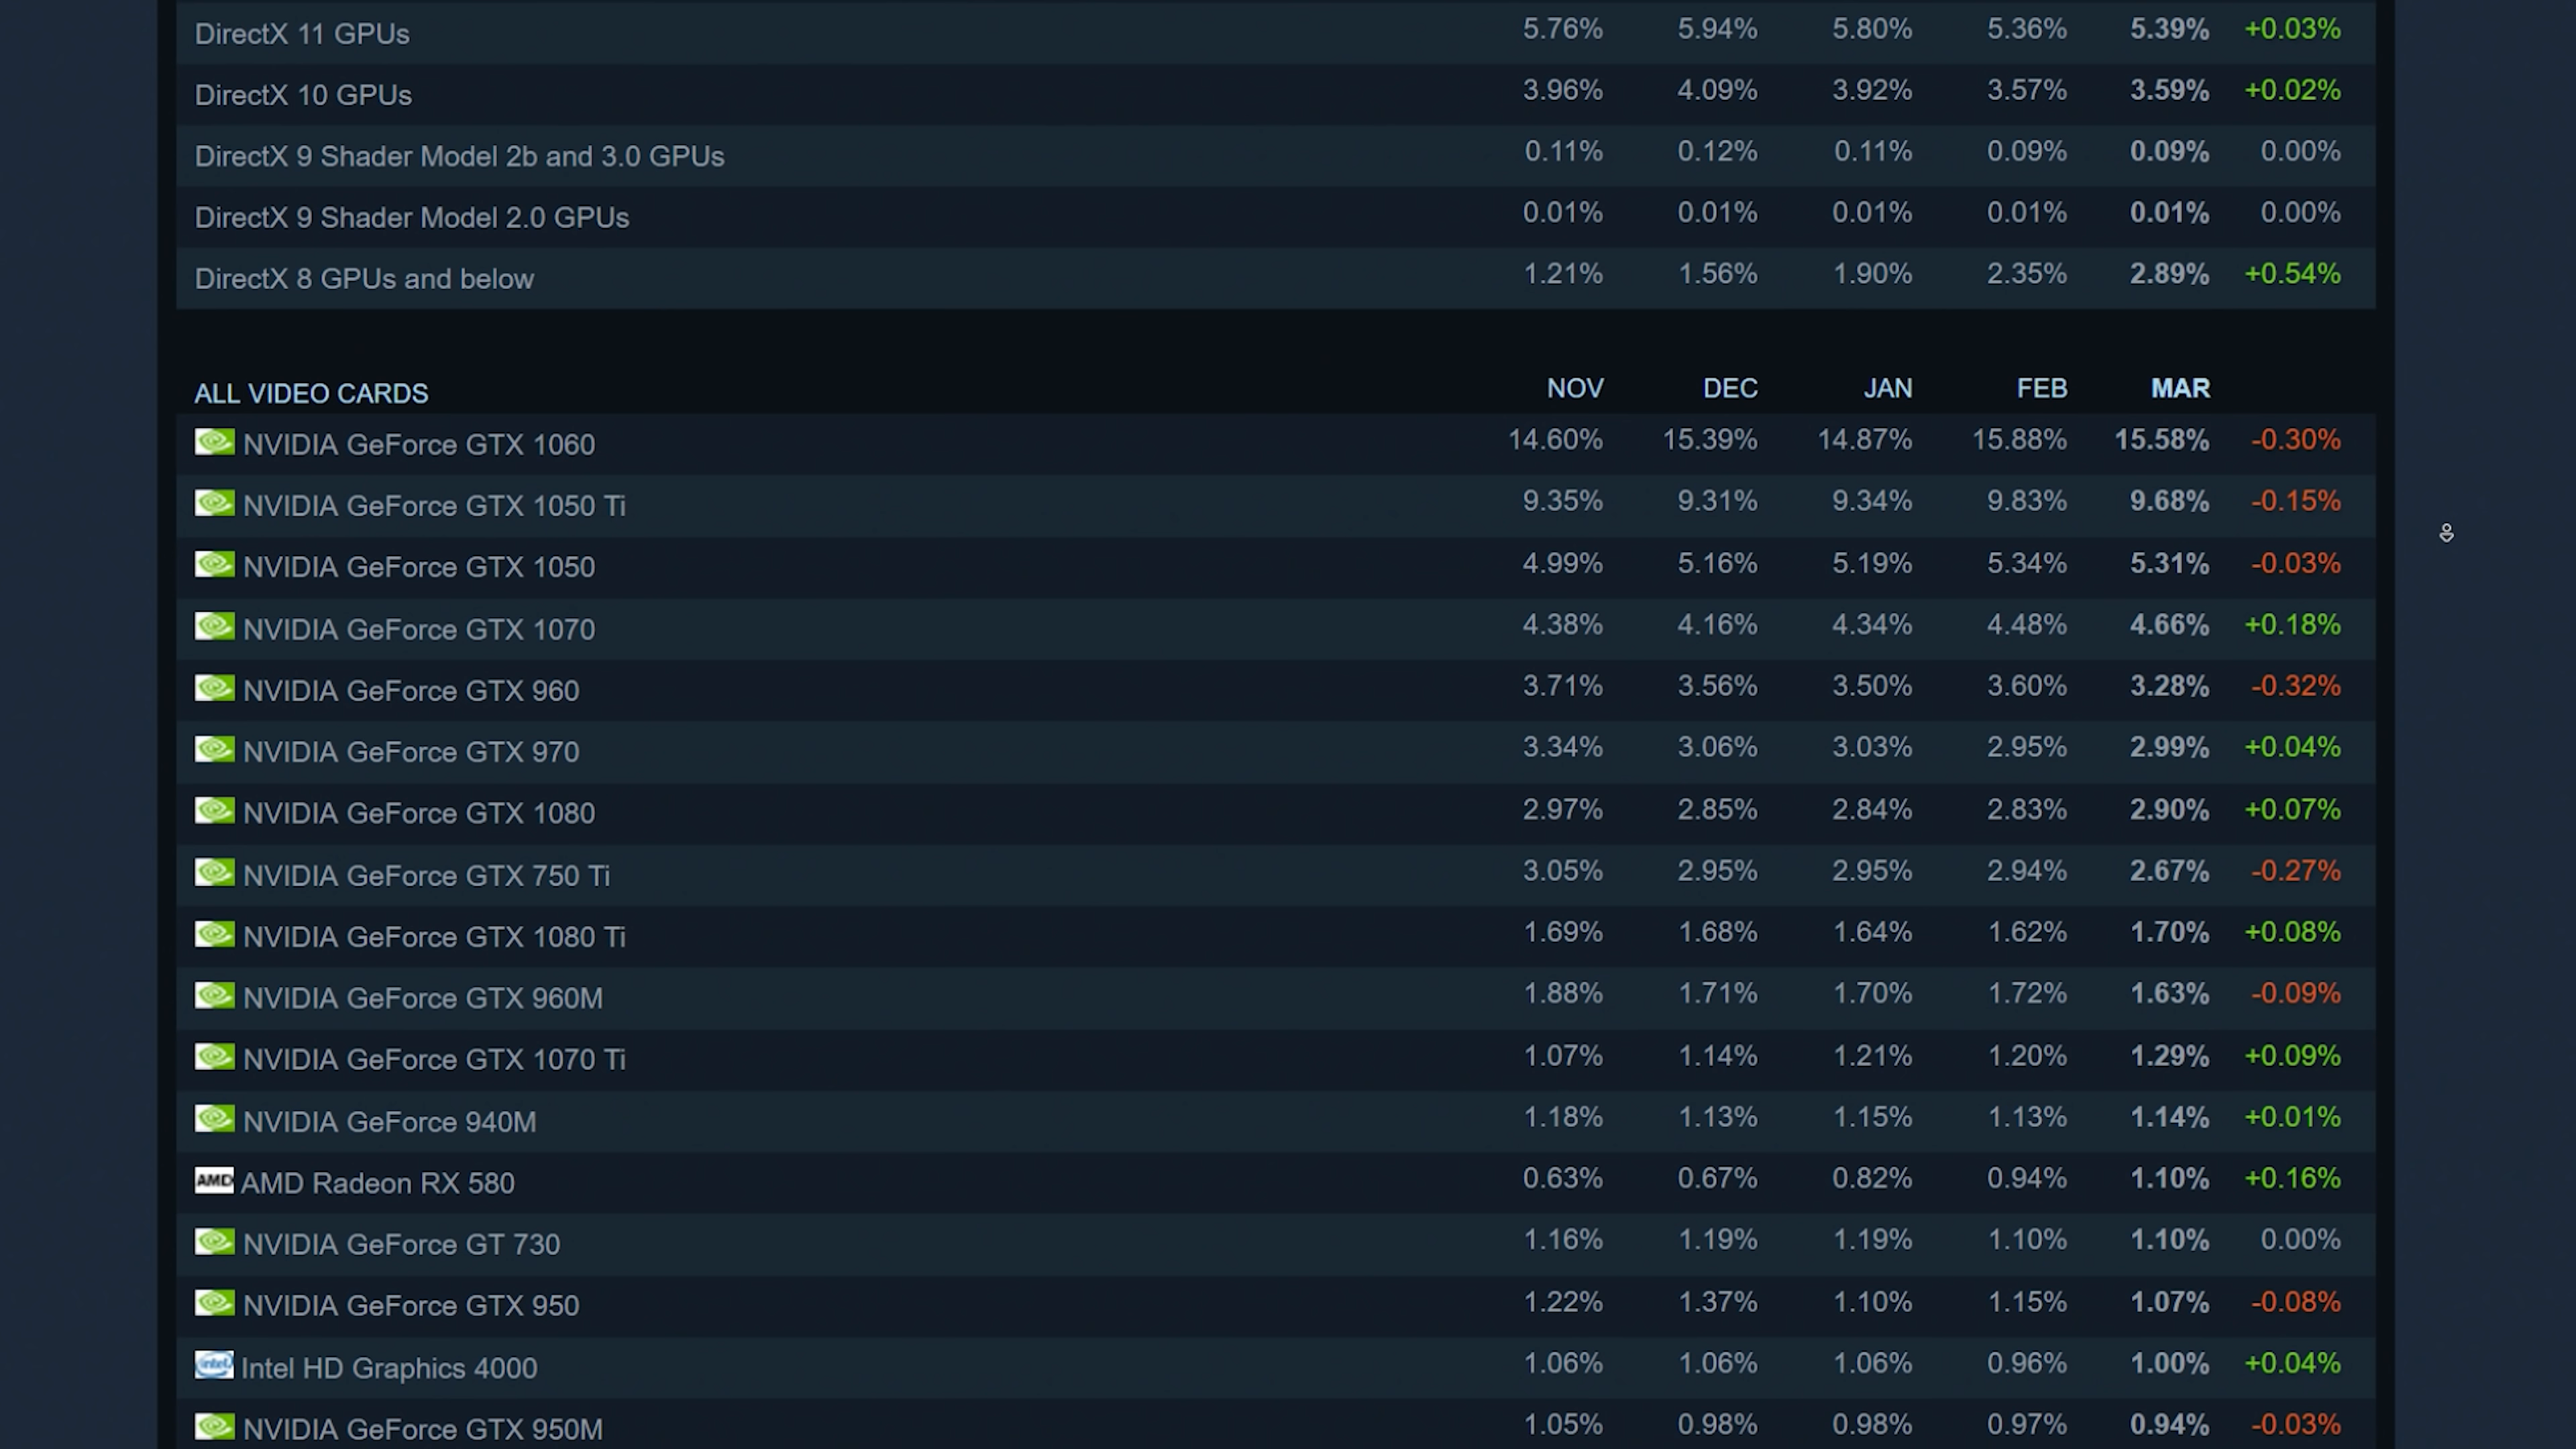 DirectX 11 GPUs 5.76% 5.94% 5.80% 5.36% 5.39% +0.03%
DirectX 10 GPUs 3.96% 4.09% 3.92% 3.57% 3.59% +0.02%
DirectX 9 Shader Model 2b and 3.0 GPUs 0.11% 0.12% 0.11% 0.09% 0.09% 0.00%
DirectX 9 Shader Model 2.0 GPUs 0.01% 0.01% 0.01% 0.01% 0.01% 0.00%
DirectX 8 GPUs and below 1.21% 1.56% 1.90% 2.35% 2.89% +0.54%
ALL VIDEO CARDS NOV DEC JAN FEB MAR
NVIDIA GeForce GTX 1060 14.60% 15.39% 14.87% 15.88% 15.58% -0.30%
NVIDIA GeForce GTX 1050 Ti 9.35% 9.31% 9.34% 9.83% 9.68% -0.15%
NVIDIA GeForce GTX 1050 4.99% 5.16% 5.19% 5.34% 5.31% -0.03%
NVIDIA GeForce GTX 1070 4.38% 4.16% 4.34% 4.48% 4.66% +0.18%
NVIDIA GeForce GTX 960 3.71% 3.56% 3.50% 3.60% 3.28% -0.32%
NVIDIA GeForce GTX 970 3.34% 3.06% 3.03% 2.95% 2.99% +0.04%
NVIDIA GeForce GTX 1080 2.97% 2.85% 2.84% 2.83% 2.90% +0.07%
NVIDIA GeForce GTX 750 Ti 3.05% 2.95% 2.95% 2.94% 2.67% -0.27%
NVIDIA GeForce GTX 1080 Ti 1.69% 1.68% 1.64% 1.62% 1.70% +0.08%
NVIDIA GeForce GTX 960M 1.88% 1.71% 1.70% 1.72% 1.63% -0.09%
NVIDIA GeForce GTX 1070 Ti 1.07% 1.14% 1.21% 1.20% 1.29% +0.09%
NVIDIA GeForce 940M 1.18% 1.13% 1.15% 1.13% 1.14% +0.01%
AMD AMD Radeon RX 580 0.63% 0.67% 0.82% 0.94% 1.10% +0.16%
NVIDIA GeForce GT 730 1.16% 1.19% 1.19% 1.10% 1.10% 0.00%
NVIDIA GeForce GTX 950 1.22% 1.37% 1.10% 1.15% 1.07% -0.08%
intel Intel HD Graphics 4000 1.06% 1.06% 1.06% 0.96% 1.00% +0.04%
NVIDIA GeForce GTX 950M 1.05% 0.98% 0.98% 0.97% 0.94% -0.03%